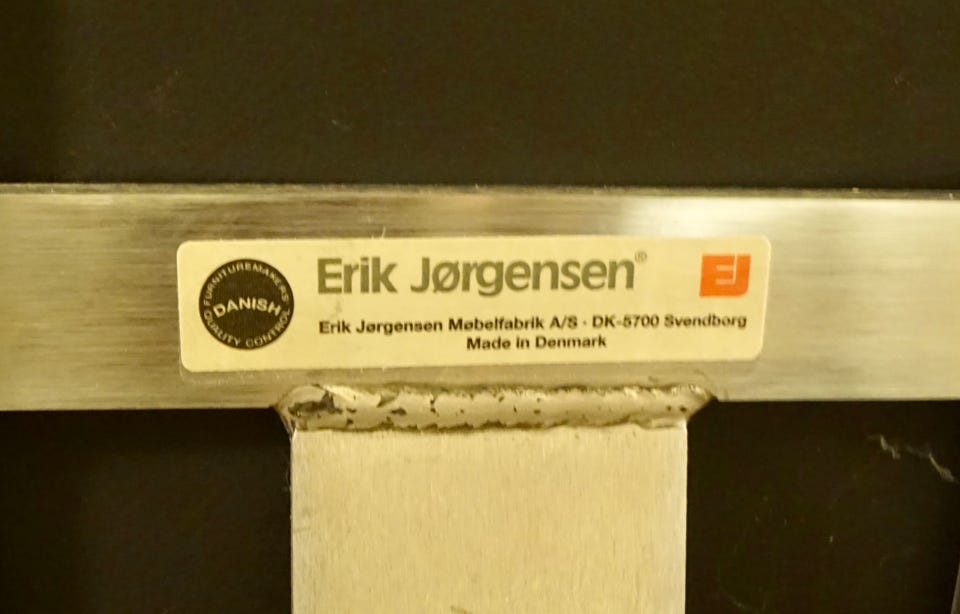 FURNITUREMAKERS'
DANISH
QUALITY CONTROL
Erik Jørgensen®
EJ
Erik Jørgensen Møbelfabrik A/S · DK-5700 Svendborg
Made in Denmark